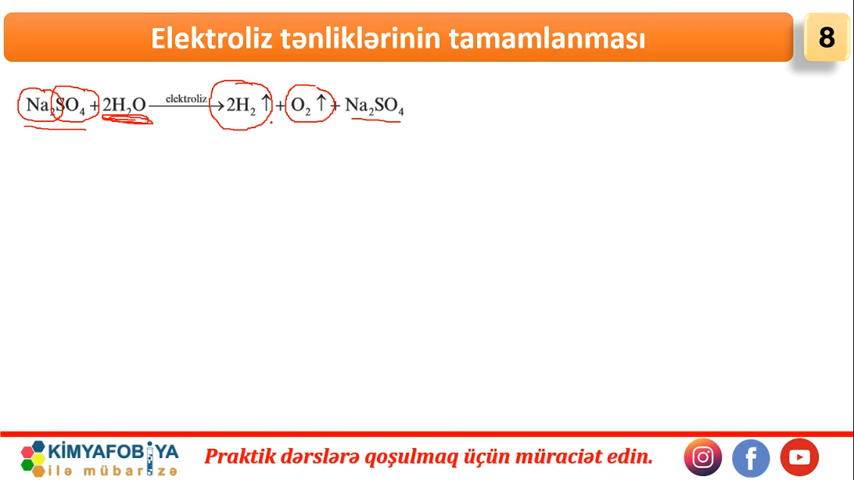 Elektroliz tənliklərinin tamamlanması
8
Na₂SO₄ + 2H₂O elektroliz → 2H₂ ↑ + O₂ ↑ + Na₂SO₄
KİMYAFOBİYA
ilə mübarizə
Praktik dərslərə qoşulmaq üçün müraciət edin.